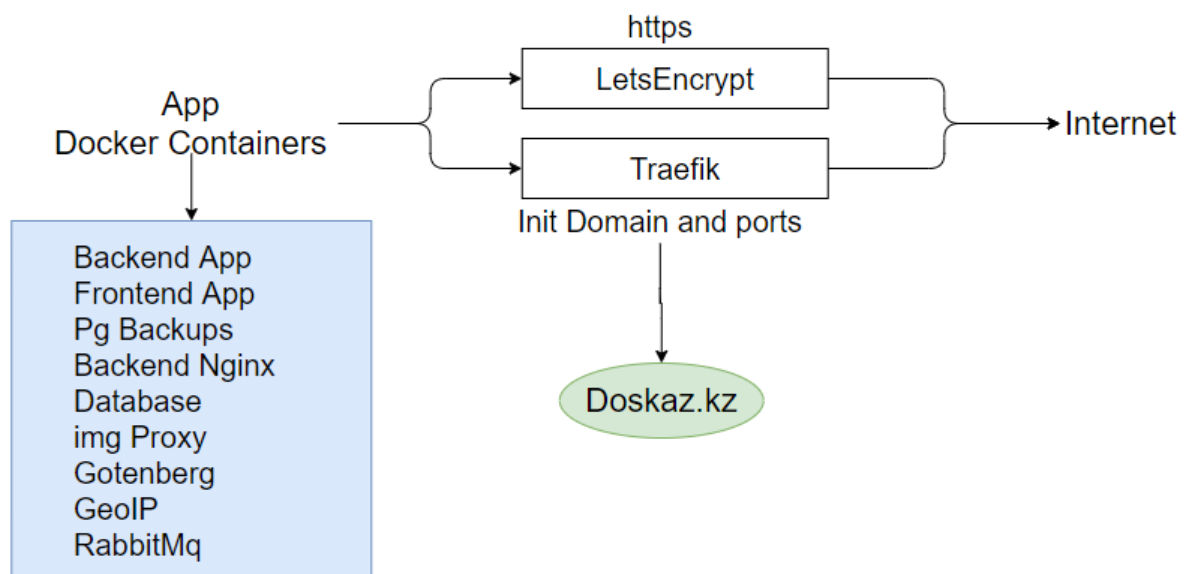 https
LetsEncrypt
App
Docker Containers
Internet
Traefik
Init Domain and ports
Backend App
Frontend App
Pg Backups
Backend Nginx
Database
img Proxy
Gotenberg
GeoIP
RabbitMq
Doskaz.kz